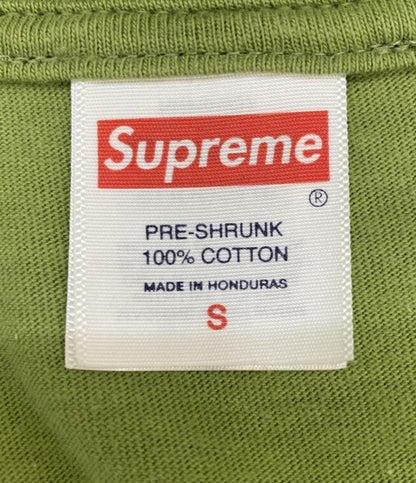 Supreme
®
PRE-SHRUNK
100% COTTON
MADE IN HONDURAS
S